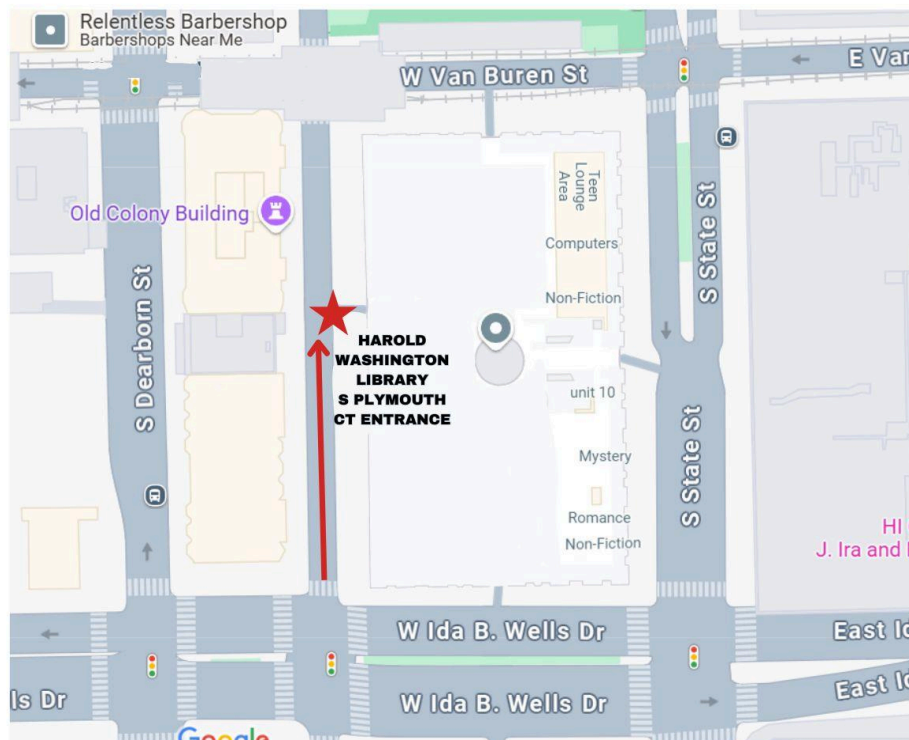 Relentless Barbershop
Barbershops Near Me
W Van Buren St
E Van
Teen
Lounge
Area
Old Colony Building
Computers
S State St
S Dearborn St
Non-Fiction
HAROLD
WASHINGTON
LIBRARY
S PLYMOUTH
CT ENTRANCE
unit 10
S State St
Mystery
Romance
Non-Fiction
HI
J. Ira and
W Ida B. Wells Dr
East Id
ls Dr
W Ida B. Wells Dr
East Id
Google